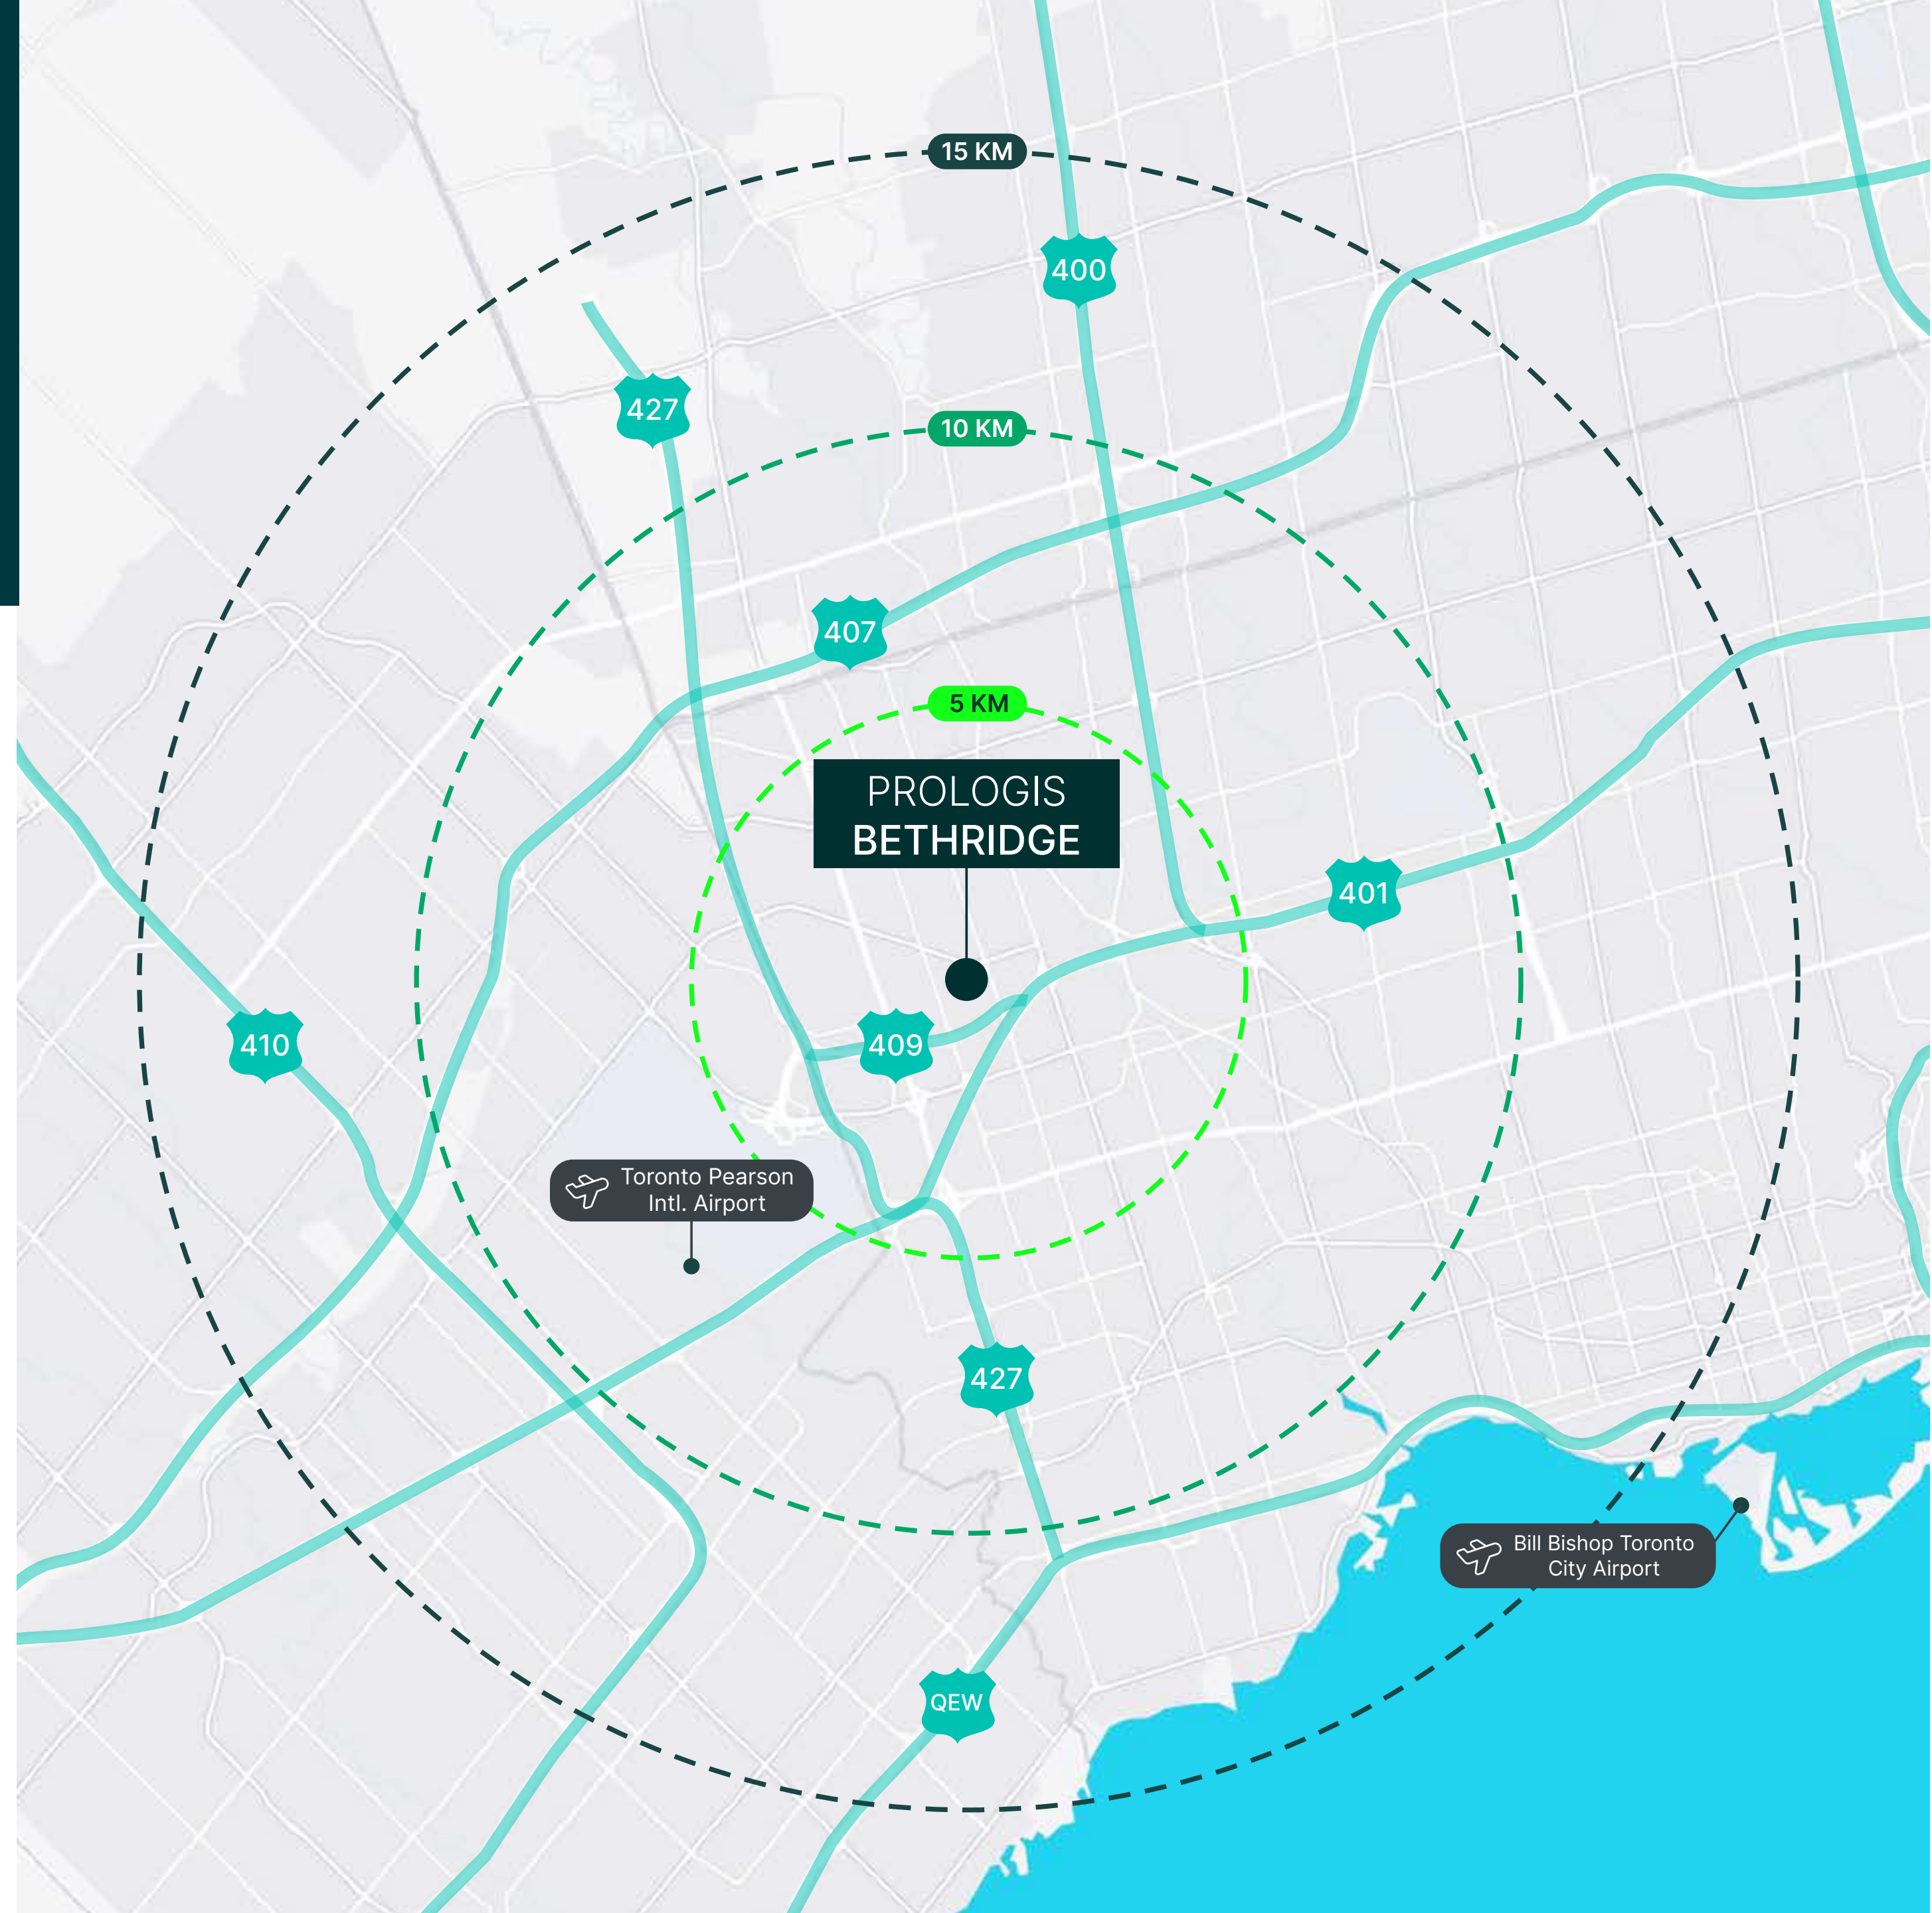 15 KM
400
427
10 KM
407
5 KM
PROLOGIS
BETHRIDGE
401
410
409
Toronto Pearson
Intl. Airport
427
Bill Bishop Toronto
City Airport
QEW